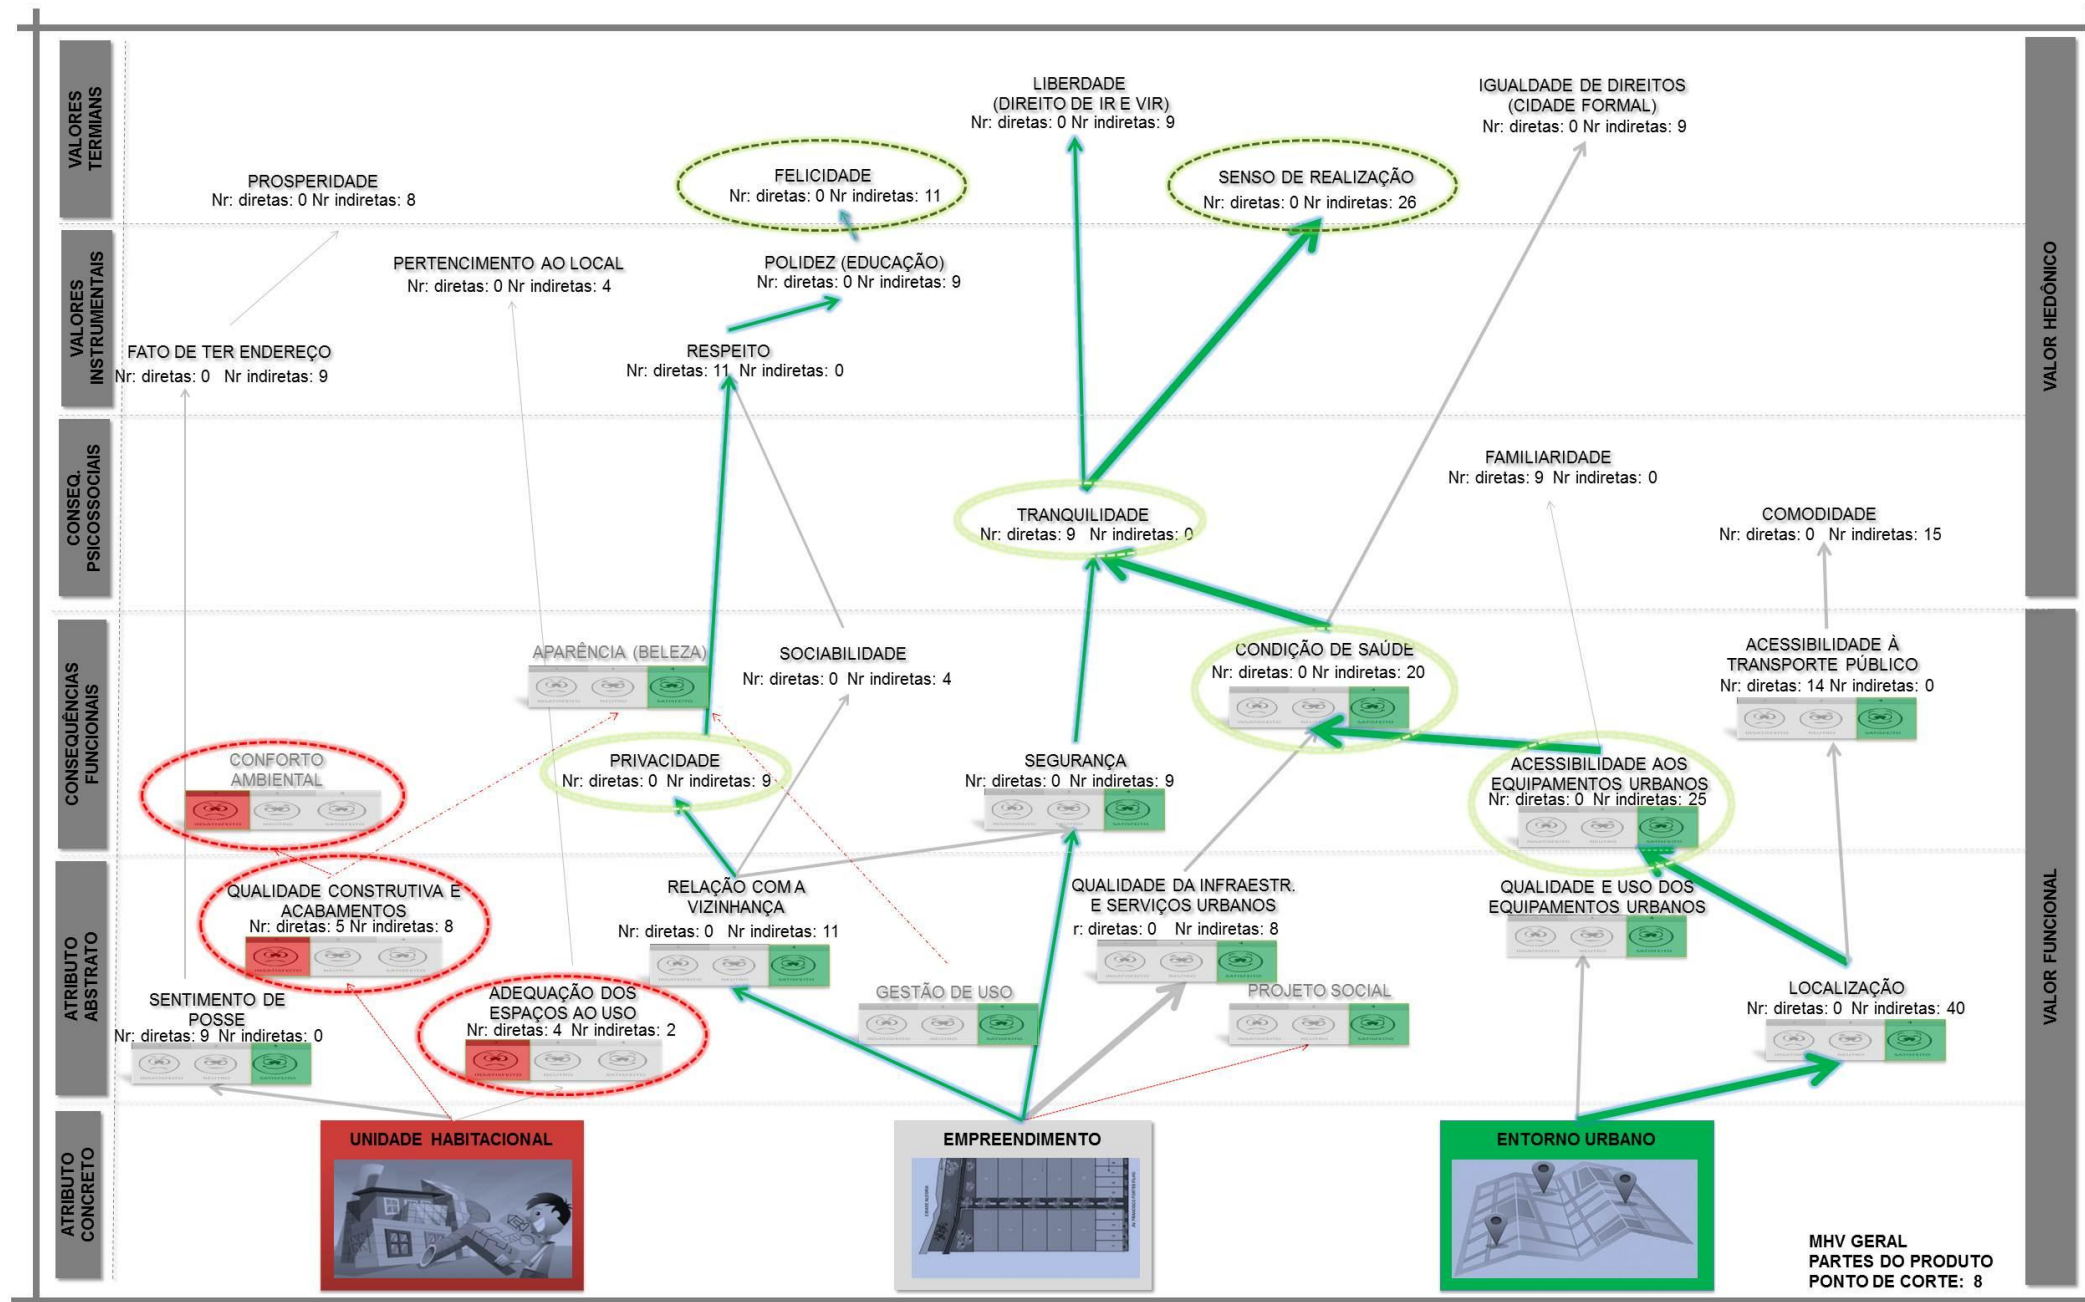 VALORES
TERMIANS
LIBERDADE
(DIREITO DE IR E VIR)
Nr: diretas: 0 Nr indiretas: 9
IGUALDADE DE DIREITOS
(CIDADE FORMAL)
Nr: diretas: 0 Nr indiretas: 9
PROSPERIDADE
Nr: diretas: 0 Nr indiretas: 8
FELICIDADE
Nr: diretas: 0 Nr indiretas: 11
SENSO DE REALIZAÇÃO
Nr: diretas: 0 Nr indiretas: 26
VALORES
INSTRUMENTAIS
PERTENCIMENTO AO LOCAL
Nr: diretas: 0 Nr indiretas: 4
POLIDEZ (EDUCAÇÃO)
Nr: diretas: 0 Nr indiretas: 9
FATO DE TER ENDEREÇO
Nr: diretas: 0 Nr indiretas: 9
RESPEITO
Nr: diretas: 11 Nr indiretas: 0
VALOR HEDÔNICO
CONSEQ.
PSICOSSOCIAIS
FAMILIARIDADE
Nr: diretas: 9 Nr indiretas: 0
TRANQUILIDADE
Nr: diretas: 9 Nr indiretas: 0
COMODIDADE
Nr: diretas: 0 Nr indiretas: 15
CONSEQUÊNCIAS
FUNCIONAIS
APARÊNCIA (BELEZA)
SOCIABILIDADE
Nr: diretas: 0 Nr indiretas: 4
CONDIÇÃO DE SAÚDE
Nr: diretas: 0 Nr indiretas: 20
ACESSIBILIDADE À
TRANSPORTE PÚBLICO
Nr: diretas: 14 Nr indiretas: 0
CONFORTO
AMBIENTAL
PRIVACIDADE
Nr: diretas: 0 Nr indiretas: 9
SEGURANÇA
Nr: diretas: 0 Nr indiretas: 9
ACESSIBILIDADE AOS
EQUIPAMENTOS URBANOS
Nr: diretas: 0 Nr indiretas: 25
ATRIBUTO
ABSTRATO
QUALIDADE CONSTRUTIVA E
ACABAMENTOS
Nr: diretas: 5 Nr indiretas: 8
RELAÇÃO COM A
VIZINHANÇA
Nr: diretas: 0 Nr indiretas: 11
QUALIDADE DA INFRAESTR.
E SERVIÇOS URBANOS
r: diretas: 0 Nr indiretas: 8
QUALIDADE E USO DOS
EQUIPAMENTOS URBANOS
VALOR FUNCIONAL
SENTIMENTO DE
POSSE
Nr: diretas: 9 Nr indiretas: 0
ADEQUAÇÃO DOS
ESPAÇOS AO USO
Nr: diretas: 4 Nr indiretas: 2
GESTÃO DE USO
PROJETO SOCIAL
LOCALIZAÇÃO
Nr: diretas: 0 Nr indiretas: 40
ATRIBUTO
CONCRETO
UNIDADE HABITACIONAL
EMPREENDIMENTO
ENTORNO URBANO
MHV GERAL
PARTES DO PRODUTO
PONTO DE CORTE: 8